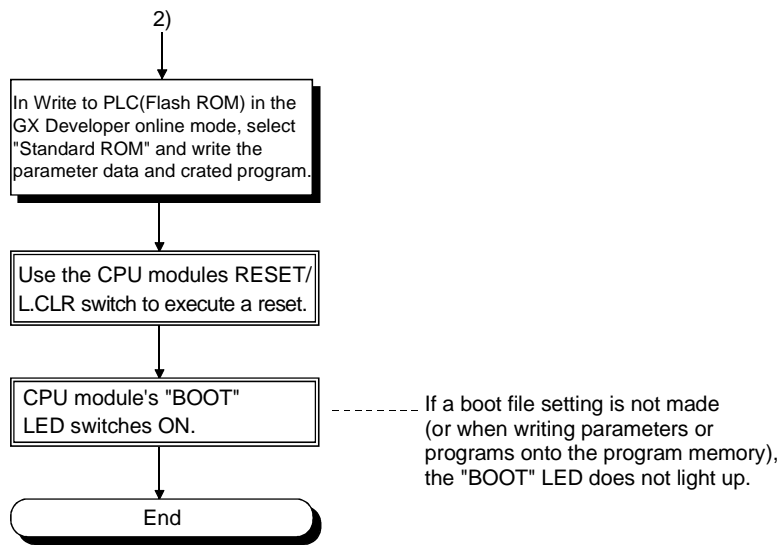 2)
In Write to PLC(Flash ROM) in the
GX Developer online mode, select
"Standard ROM" and write the
parameter data and crated program.
Use the CPU modules RESET/
L.CLR switch to execute a reset.
CPU module's "BOOT"
LED switches ON.
If a boot file setting is not made
(or when writing parameters or
programs onto the program memory),
the "BOOT" LED does not light up.
End